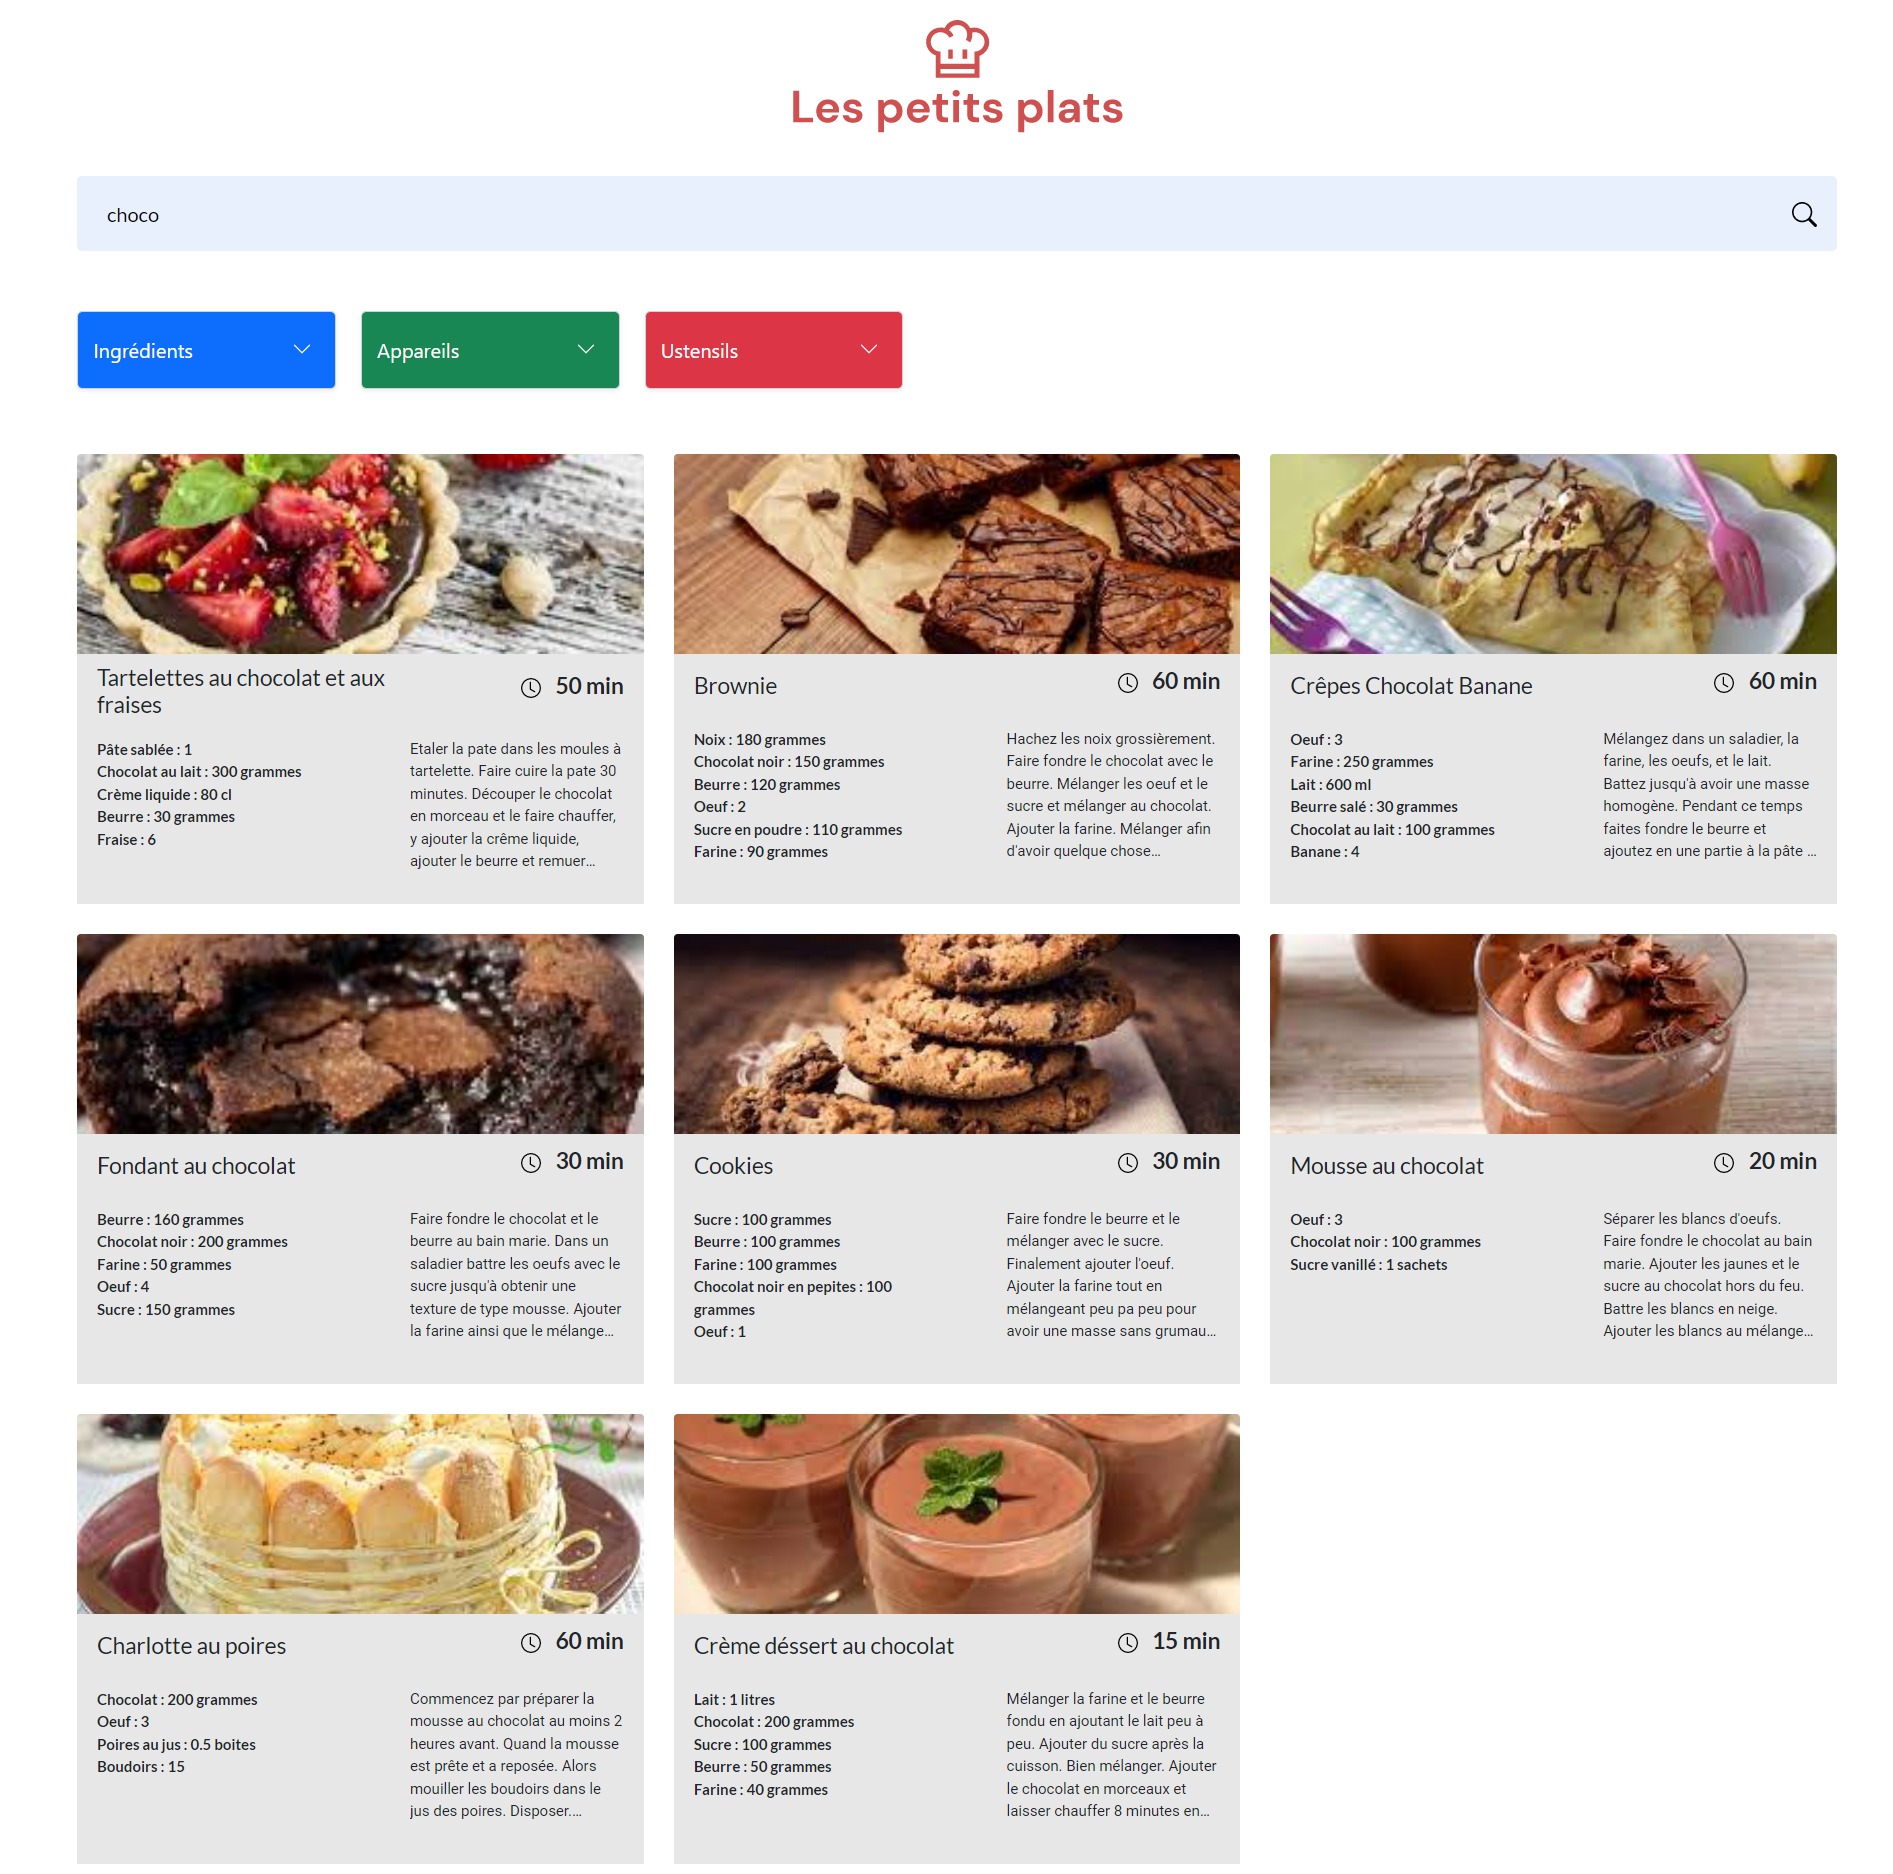 Les petits plats
choco
Ingrédients
Appareils
Ustensils
Tartelettes au chocolat et aux
fraises
50 min
Pâte sablée : 1
Chocolat au lait : 300 grammes
Crème liquide : 80 cl
Beurre : 30 grammes
Fraise : 6
Etaler la pate dans les moules à
tartelette. Faire cuire la pate 30
minutes. Découper le chocolat
en morceau et le faire chauffer,
y ajouter la crême liquide,
ajouter le beurre et remuer...
Brownie
60 min
Noix : 180 grammes
Chocolat noir : 150 grammes
Beurre : 120 grammes
Oeuf : 2
Sucre en poudre : 110 grammes
Farine : 90 grammes
Hachez les noix grossièrement.
Faire fondre le chocolat avec le
beurre. Mélanger les oeuf et le
sucre et mélanger au chocolat.
Ajouter la farine. Mélanger afin
d'avoir quelque chose...
Crêpes Chocolat Banane
60 min
Oeuf : 3
Farine : 250 grammes
Lait : 600 ml
Beurre salé : 30 grammes
Chocolat au lait : 100 grammes
Banane : 4
Mélangez dans un saladier, la
farine, les oeufs, et le lait.
Battez jusqu'à avoir une masse
homogène. Pendant ce temps
faites fondre le beurre et
ajoutez en une partie à la pâte ...
Fondant au chocolat
30 min
Beurre : 160 grammes
Chocolat noir : 200 grammes
Farine : 50 grammes
Oeuf : 4
Sucre : 150 grammes
Faire fondre le chocolat et le
beurre au bain marie. Dans un
saladier battre les oeufs avec le
sucre jusqu'à obtenir une
texture de type mousse. Ajouter
la farine ainsi que le mélange...
Cookies
30 min
Sucre : 100 grammes
Beurre : 100 grammes
Farine : 100 grammes
Chocolat noir en pepites : 100
grammes
Oeuf : 1
Faire fondre le beurre et le
mélanger avec le sucre.
Finalement ajouter l'oeuf.
Ajouter la farine tout en
mélangeant peu pa peu pour
avoir une masse sans grumau...
Mousse au chocolat
20 min
Oeuf : 3
Chocolat noir : 100 grammes
Sucre vanillé : 1 sachets
Séparer les blancs d'oeufs.
Faire fondre le chocolat au bain
marie. Ajouter les jaunes et le
sucre au chocolat hors du feu.
Battre les blancs en neige.
Ajouter les blancs au mélange...
Charlotte au poires
60 min
Chocolat : 200 grammes
Oeuf : 3
Poires au jus : 0.5 boites
Boudoirs : 15
Commencez par préparer la
mousse au chocolat au moins 2
heures avant. Quand la mousse
est prête et a reposée. Alors
mouiller les boudoirs dans le
jus des poires. Disposer....
Crème déssert au chocolat
15 min
Lait : 1 litres
Chocolat : 200 grammes
Sucre : 100 grammes
Beurre : 50 grammes
Farine : 40 grammes
Mélanger la farine et le beurre
fondu en ajoutant le lait peu à
peu. Ajouter du sucre après la
cuisson. Bien mélanger. Ajouter
le chocolat en morceaux et
laisser chauffer 8 minutes en...